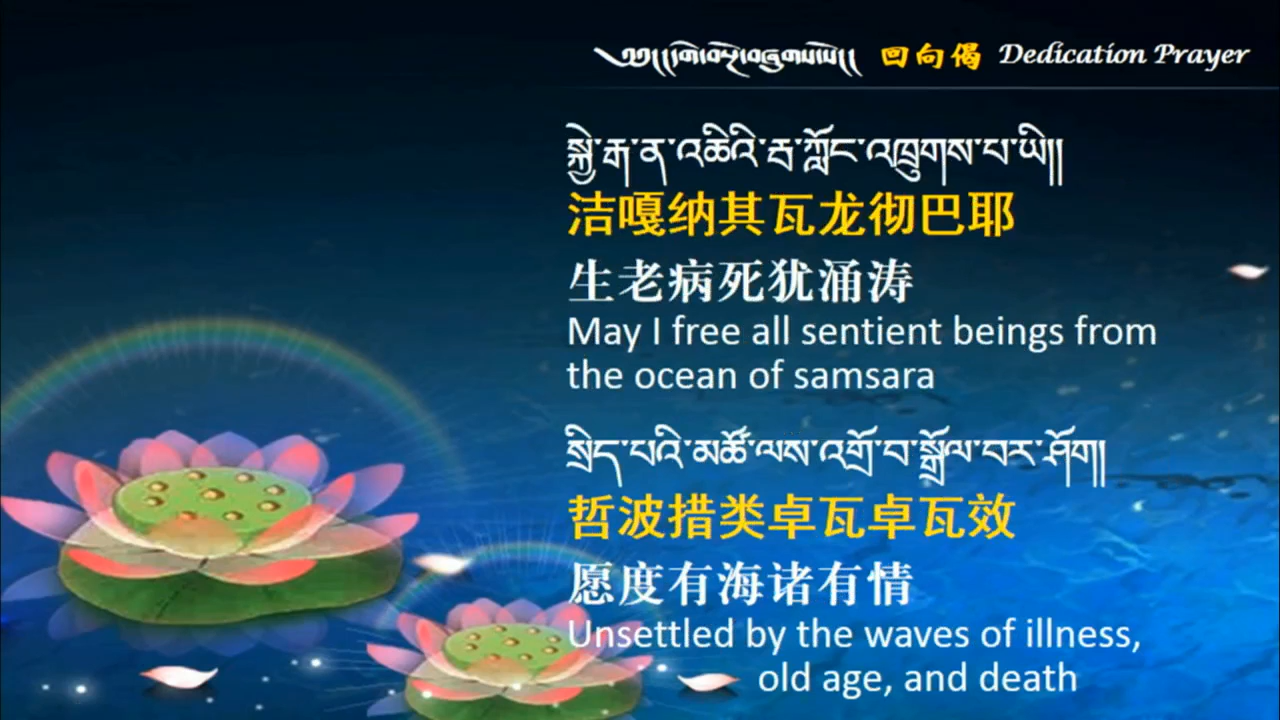 ༄༅།།དགེ་བ་སྔོ་བ་བཞུགས་སོ།། 回向偈 Dedication Prayer
སྐྱེ་རྒ་ན་འཆིའི་རྦ་ཀློང་འཁྲུགས་པ་ཡི།།
洁嘎纳其瓦龙彻巴耶
生老病死犹涌涛
May I free all sentient beings from
the ocean of samsara
སྲིད་པའི་མཚོ་ལས་འགྲོ་བ་སྒྲོལ་བར་ཤོག།
哲波措类卓瓦卓瓦效
愿度有海诸有情
Unsettled by the waves of illness,
old age, and death